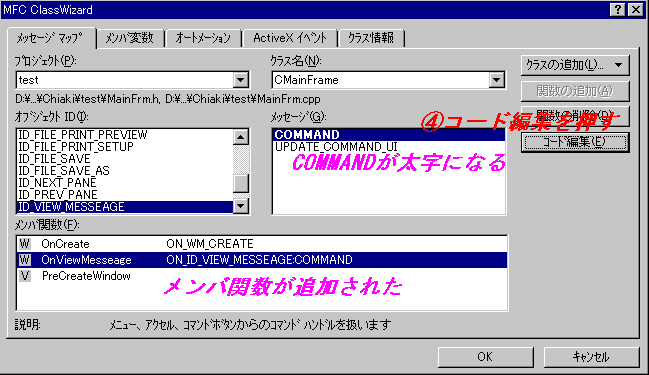 MFC ClassWizard
メッセージ マップ メンバ変数 オートメーション ActiveX イベント クラス情報
プロジェクト(P): クラス名(N): クラスの追加(L)...
test CMainFrame 関数の追加(A)
D:¥...¥Chiaki¥test¥MainFrm.h, D:¥...¥Chiaki¥test¥MainFrm.cpp
オブジェクト ID(I): メッセージ(G): 関数の削除(D)
④コード編集を押す
ID_FILE_PRINT_PREVIEW COMMAND コード編集(E)
ID_FILE_PRINT_SETUP UPDATE_COMMAND_UI
ID_FILE_SAVE COMMANDが太字になる
ID_FILE_SAVE_AS
ID_NEXT_PANE
ID_PREV_PANE
ID_VIEW_MESSEAGE
メンバ関数(F):
W OnCreate ON_WM_CREATE
W OnViewMesseage ON_ID_VIEW_MESSEAGE:COMMAND
V PreCreateWindow
メンバ関数が追加された
説明: メニュー、アクセル、コマンドボタンからのコマンド ハンドルを扱います
OK キャンセル